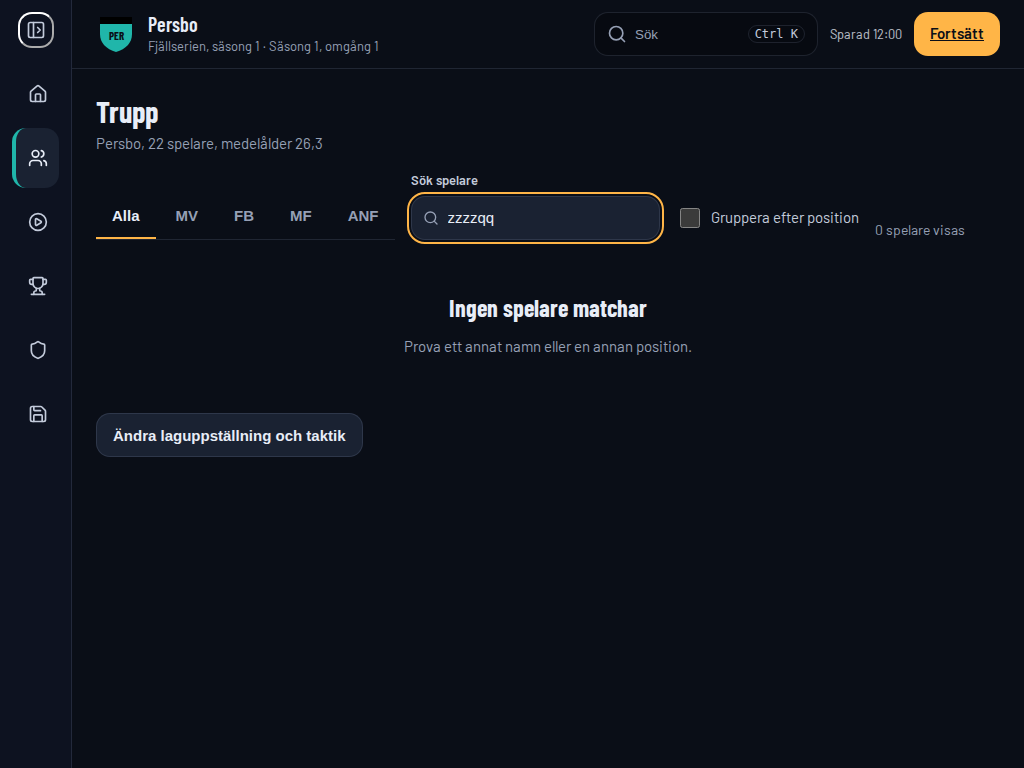 PER
Persbo
Fjällserien, säsong 1 · Säsong 1, omgång 1
Sök
Ctrl K
Sparad 12:00
Fortsätt
Trupp
Persbo, 22 spelare, medelålder 26,3
Sök spelare
Alla
MV
FB
MF
ANF
zzzzqq
Gruppera efter position
0 spelare visas
Ingen spelare matchar
Prova ett annat namn eller en annan position.
Ändra laguppställning och taktik